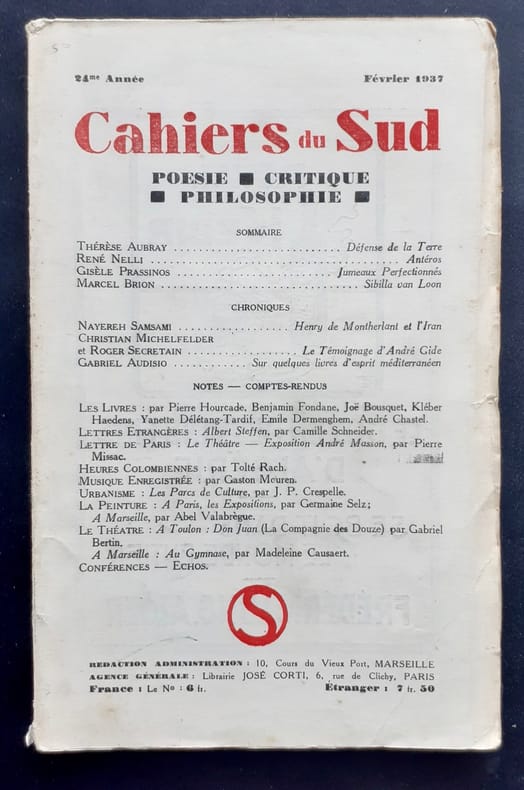 24me Année Février 1937
Cahiers du Sud
POESIE ■ CRITIQUE
■ PHILOSOPHIE ■
SOMMAIRE
THÉRÈSE AUBRAY .......................... Défense de la Terre
RENÉ NELLI ...................................... Antéros
GISÈLE PRASSINOS ........................ Jumeaux Perfectionnés
MARCEL BRION .............................. Sibilla van Loon
CHRONIQUES
NAYEREH SAMSAMI ................. Henry de Montherlant et l'Iran
CHRISTIAN MICHELFELDER
et ROGER SECRETAIN ................. Le Témoignage d'André Gide
GABRIEL AUDISIO ............ Sur quelques livres d'esprit méditerranéen
NOTES — COMPTES-RENDUS
LES LIVRES : par Pierre Hourcade, Benjamin Fondane, Joë Bousquet, Kléber
Haedens, Yanette Délétang-Tardif, Emile Dermenghem, André Chastel.
LETTRES ETRANGÈRES : Albert Steffen, par Camille Schneider.
LETTRE DE PARIS : Le Théâtre — Exposition André Masson, par Pierre
Missac.
HEURES COLOMBIENNES : par Tolté Rach.
MUSIQUE ENREGISTRÉE : par Gaston Mouren.
URBANISME : Les Parcs de Culture, par J. P. Crespelle.
LA PEINTURE : A Paris, les Expositions, par Germaine Selz;
A Marseille, par Abel Valabrègue.
LE THÉATRE : A Toulon : Don Juan (La Compagnie des Douze) par Gabriel
Bertin.
A Marseille : Au Gymnase, par Madeleine Causaert.
CONFÉRENCES — ECHOS.
S
REDACTION ADMINISTRATION : 10, Cours du Vieux Port, MARSEILLE
AGENCE GÉNÉRALE : Librairie JOSÉ CORTI, 6, rue de Clichy, PARIS
France : Le No : 6 fr. Étranger : 7 fr. 50